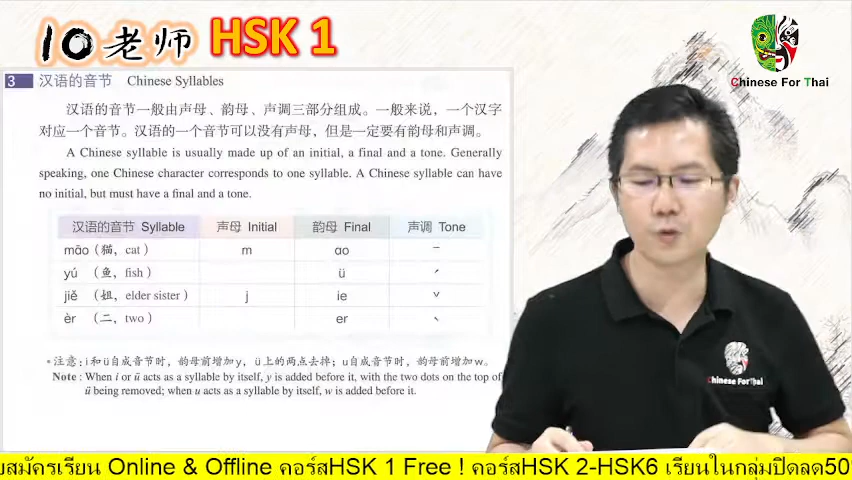 10老师 HSK 1
Chinese For Thai
3 汉语的音节 Chinese Syllables
汉语的音节一般由声母、韵母、声调三部分组成。一般来说，一个汉字
对应一个音节。汉语的一个音节可以没有声母，但是一定要有韵母和声调。
A Chinese syllable is usually made up of an initial, a final and a tone. Generally
speaking, one Chinese character corresponds to one syllable. A Chinese syllable can have
no initial, but must have a final and a tone.
汉语的音节 Syllable 声母 Initial 韵母 Final 声调 Tone
māo（猫，cat） m ɑo ˉ
yú（鱼，fish） ü ˊ
jiě（姐，elder sister） j ie ˇ
èr（二，two） er ˋ
*注意：i和ü自成音节时，韵母前增加y，ü上的两点去掉；u自成音节时，韵母前增加w。
Note : When i or ü acts as a syllable by itself, y is added before it, with the two dots on the top of
ü being removed; when u acts as a syllable by itself, w is added before it.
Chinese For Thai
สมัครเรียน Online & Offline คอร์สHSK 1 Free ! คอร์สHSK 2-HSK6 เรียนในกลุ่มปิดลด50